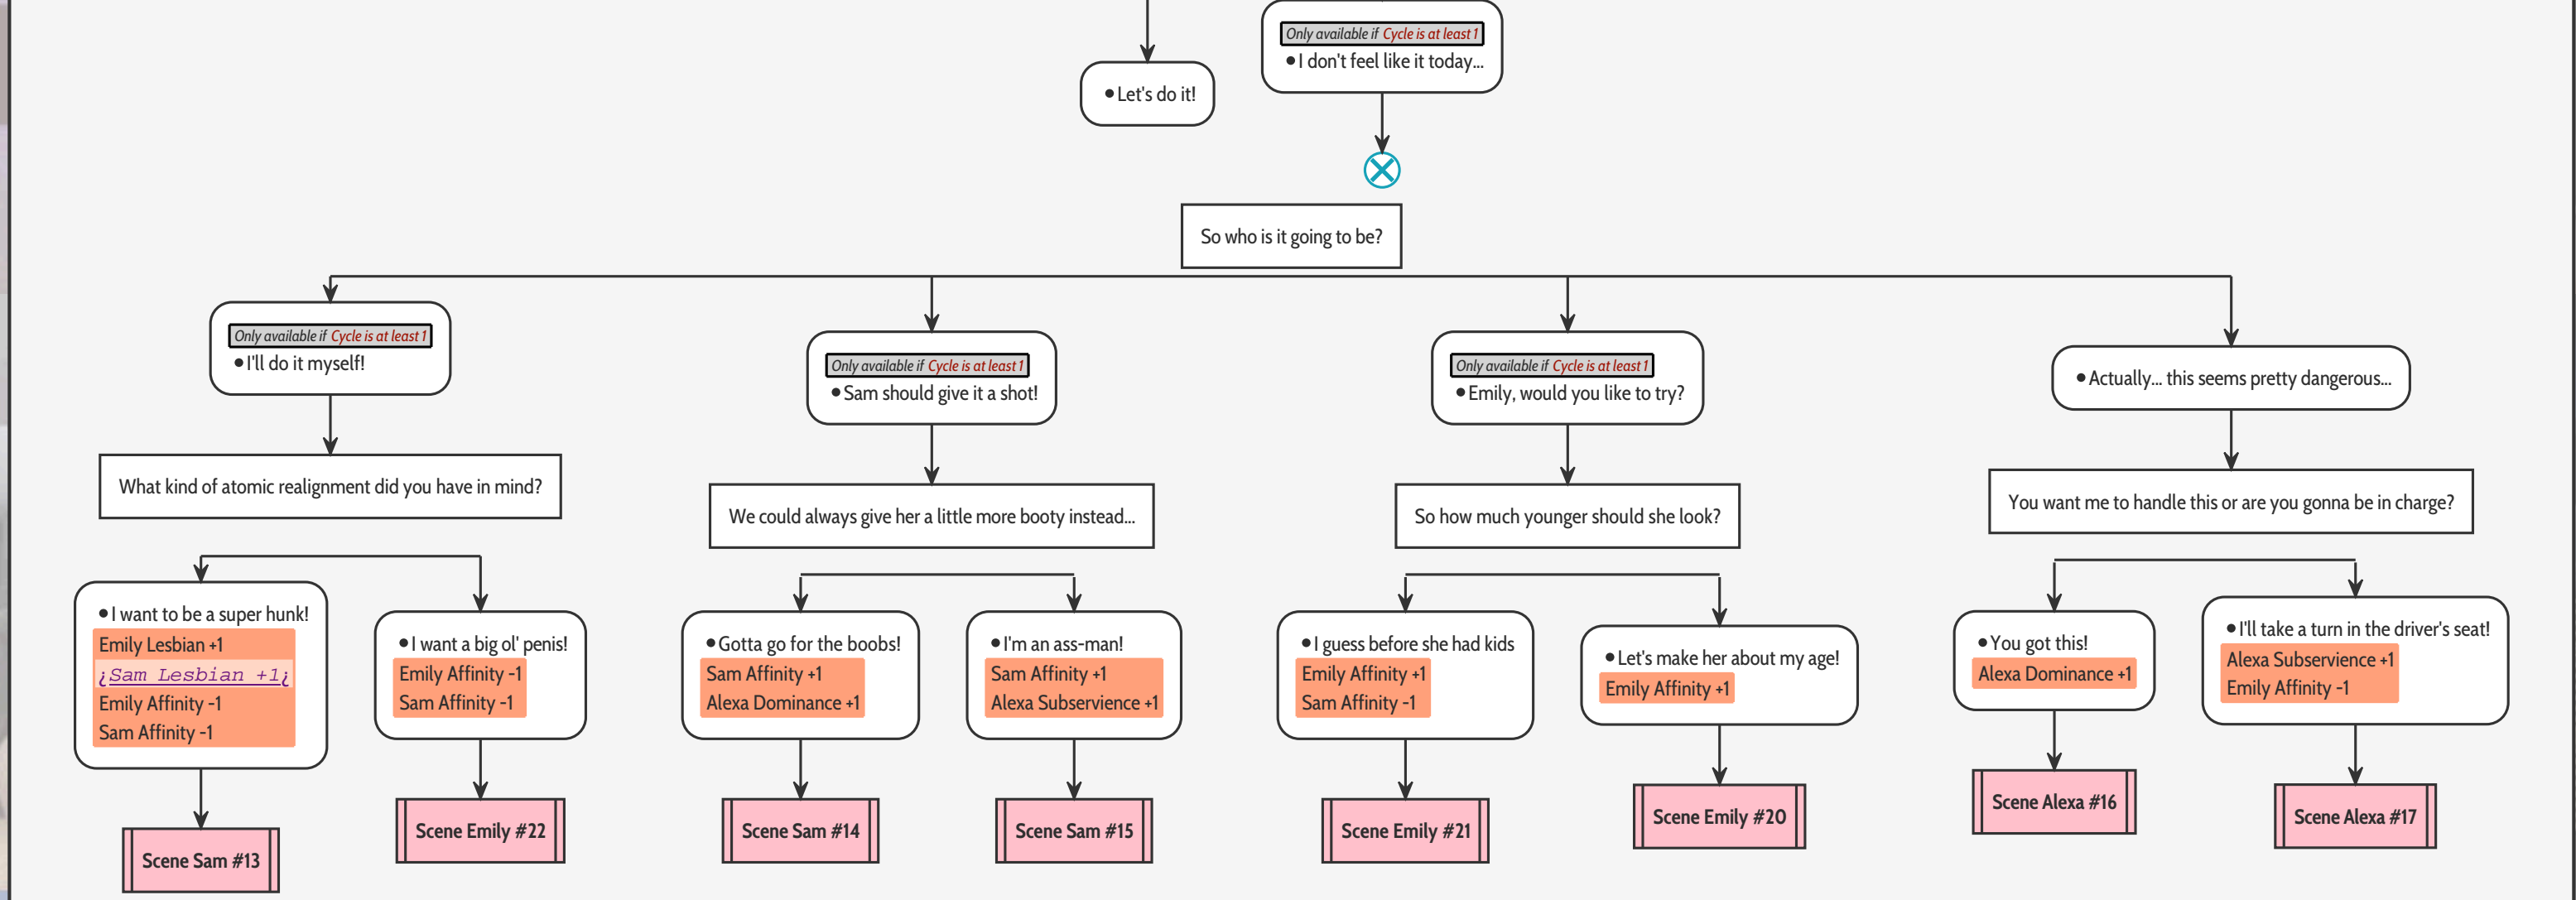 Only available if Cycle is at least 1
•I don't feel like it today...
•Let's do it!
So who is it going to be?
Only available if Cycle is at least 1
•I'll do it myself!
Only available if Cycle is at least 1
•Sam should give it a shot!
Only available if Cycle is at least 1
•Emily, would you like to try?
•Actually... this seems pretty dangerous...
What kind of atomic realignment did you have in mind?
We could always give her a little more booty instead...
So how much younger should she look?
You want me to handle this or are you gonna be in charge?
•I want to be a super hunk!
Emily Lesbian +1
¿Sam Lesbian +1¿
Emily Affinity -1
Sam Affinity -1
•I want a big ol' penis!
Emily Affinity -1
Sam Affinity -1
•Gotta go for the boobs!
Sam Affinity +1
Alexa Dominance +1
•I'm an ass-man!
Sam Affinity +1
Alexa Subservience +1
•I guess before she had kids
Emily Affinity +1
Sam Affinity -1
•Let's make her about my age!
Emily Affinity +1
•You got this!
Alexa Dominance +1
•I'll take a turn in the driver's seat!
Alexa Subservience +1
Emily Affinity -1
Scene Sam #13
Scene Emily #22
Scene Sam #14
Scene Sam #15
Scene Emily #21
Scene Emily #20
Scene Alexa #16
Scene Alexa #17